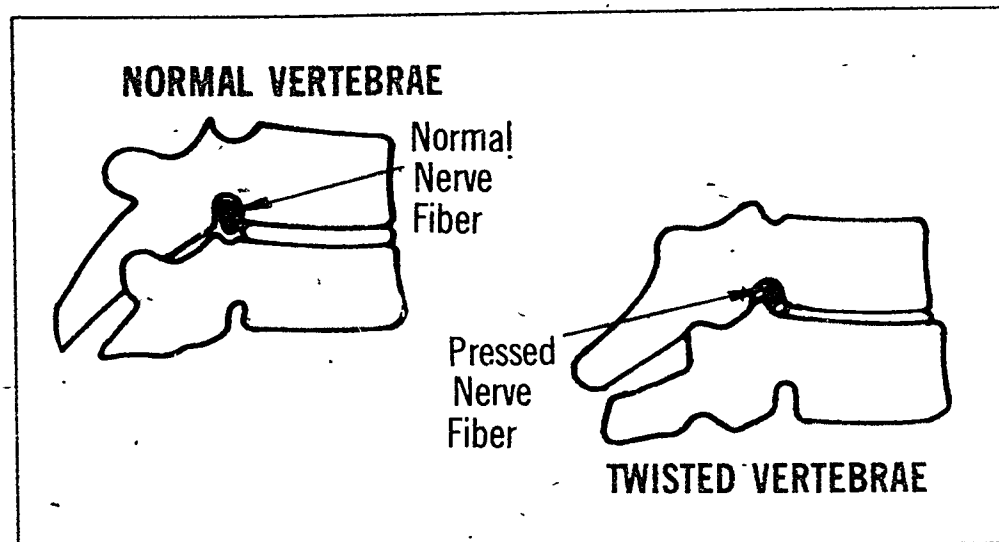 NORMAL VERTEBRAE
Normal
Nerve
Fiber
Pressed
Nerve
Fiber
TWISTED VERTEBRAE